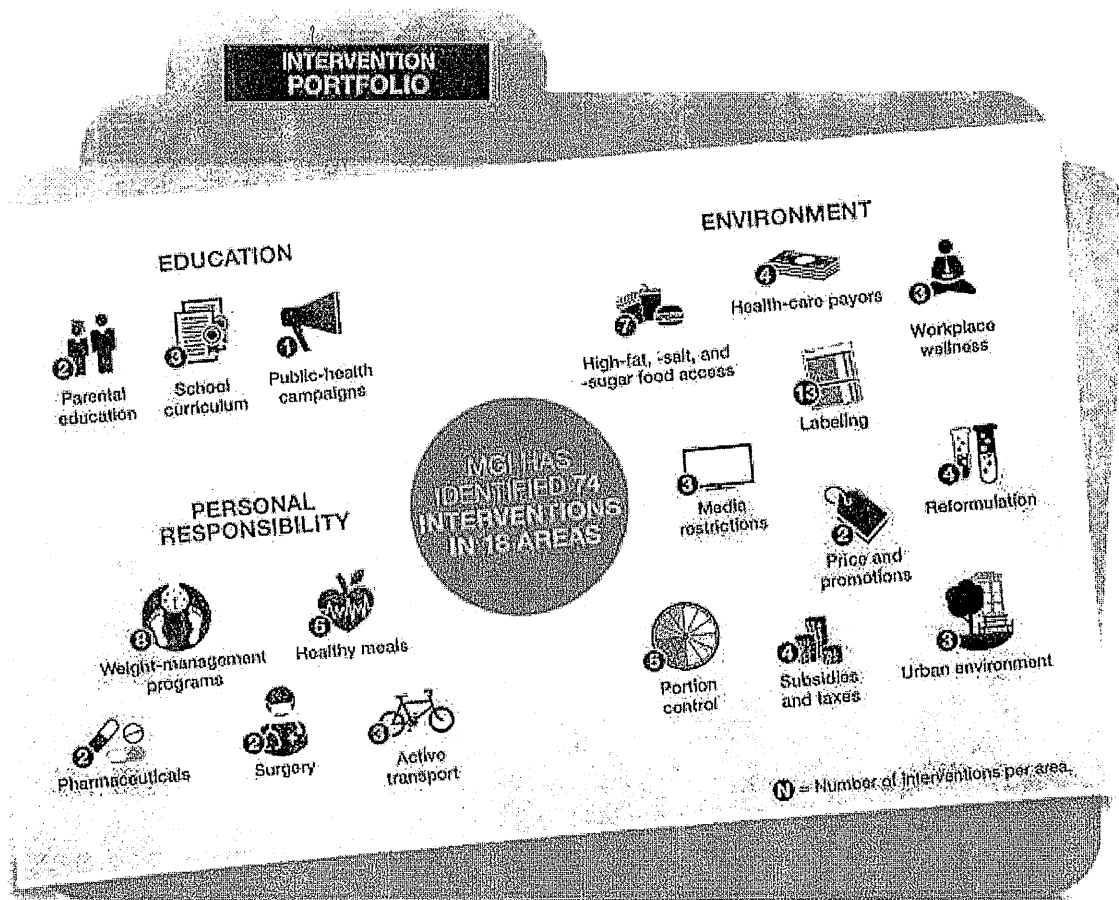 INTERVENTION
PORTFOLIO
EDUCATION
2
Parental
education
School
curriculum
1
Public-health
campaigns
ENVIRONMENT
7
High-fat, -salt, and
-sugar food access
4
Health-care payors
3
Workplace
wellness
13
Labeling
3
Media
restrictions
2
Price and
promotions
4
Reformulation
Portion
control
4
Subsidies
and taxes
3
Urban environment
MGI HAS
IDENTIFIED 74
INTERVENTIONS
IN 18 AREAS
PERSONAL
RESPONSIBILITY
8
Weight-management
programs
6
Healthy meals
2
Pharmaceuticals
2
Surgery
Active
transport
N = Number of interventions per area.